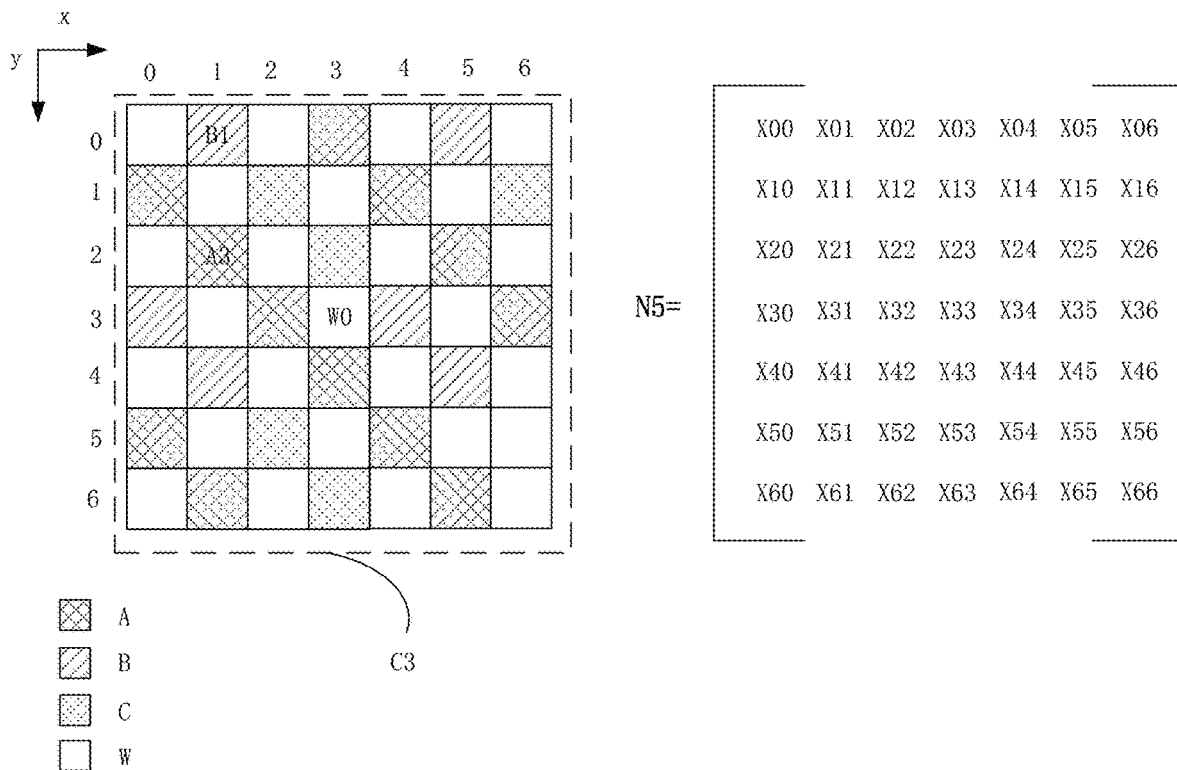 x
y
0 1 2 3 4 5 6
0
1
2
3
4
5
6
B1
A3
W0
N5=
X00 X01 X02 X03 X04 X05 X06
X10 X11 X12 X13 X14 X15 X16
X20 X21 X22 X23 X24 X25 X26
X30 X31 X32 X33 X34 X35 X36
X40 X41 X42 X43 X44 X45 X46
X50 X51 X52 X53 X54 X55 X56
X60 X61 X62 X63 X64 X65 X66
A
B
C
W
C3